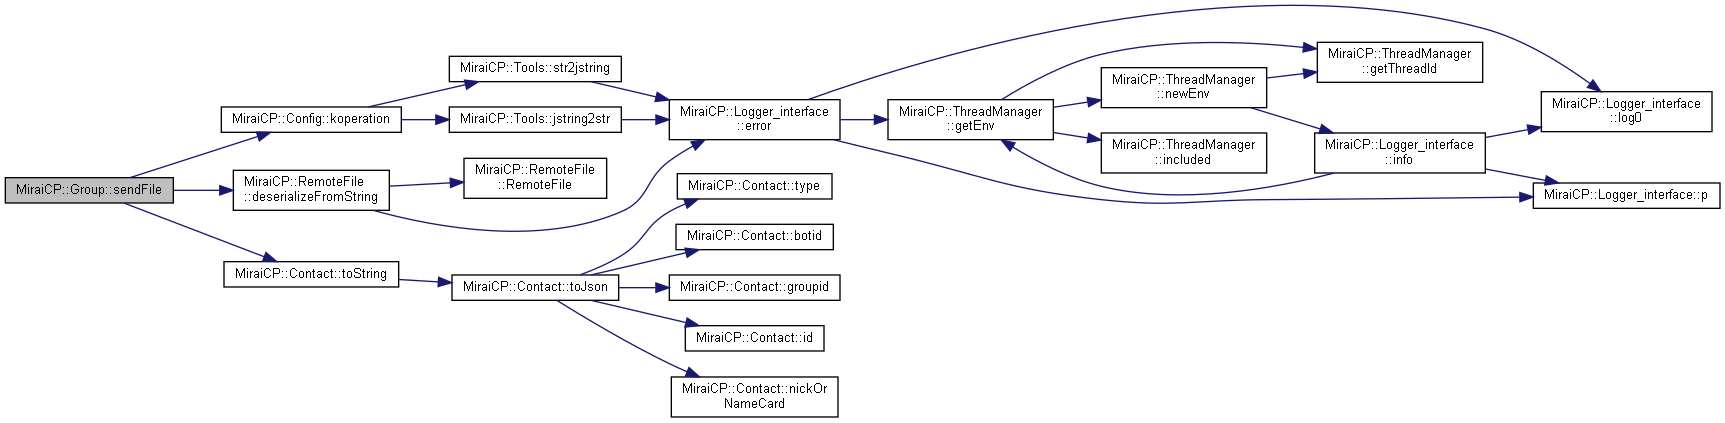 MiraiCP::Group::sendFile
MiraiCP::Config::koperation
MiraiCP::RemoteFile
::deserializeFromString
MiraiCP::Contact::toString
MiraiCP::Tools::str2jstring
MiraiCP::Tools::jstring2str
MiraiCP::RemoteFile
::RemoteFile
MiraiCP::Contact::toJson
MiraiCP::Logger_interface
::error
MiraiCP::Contact::type
MiraiCP::Contact::botid
MiraiCP::Contact::groupid
MiraiCP::Contact::id
MiraiCP::Contact::nickOr
NameCard
MiraiCP::ThreadManager
::getEnv
MiraiCP::ThreadManager
::newEnv
MiraiCP::ThreadManager
::included
MiraiCP::ThreadManager
::getThreadId
MiraiCP::Logger_interface
::info
MiraiCP::Logger_interface
::log0
MiraiCP::Logger_interface::p